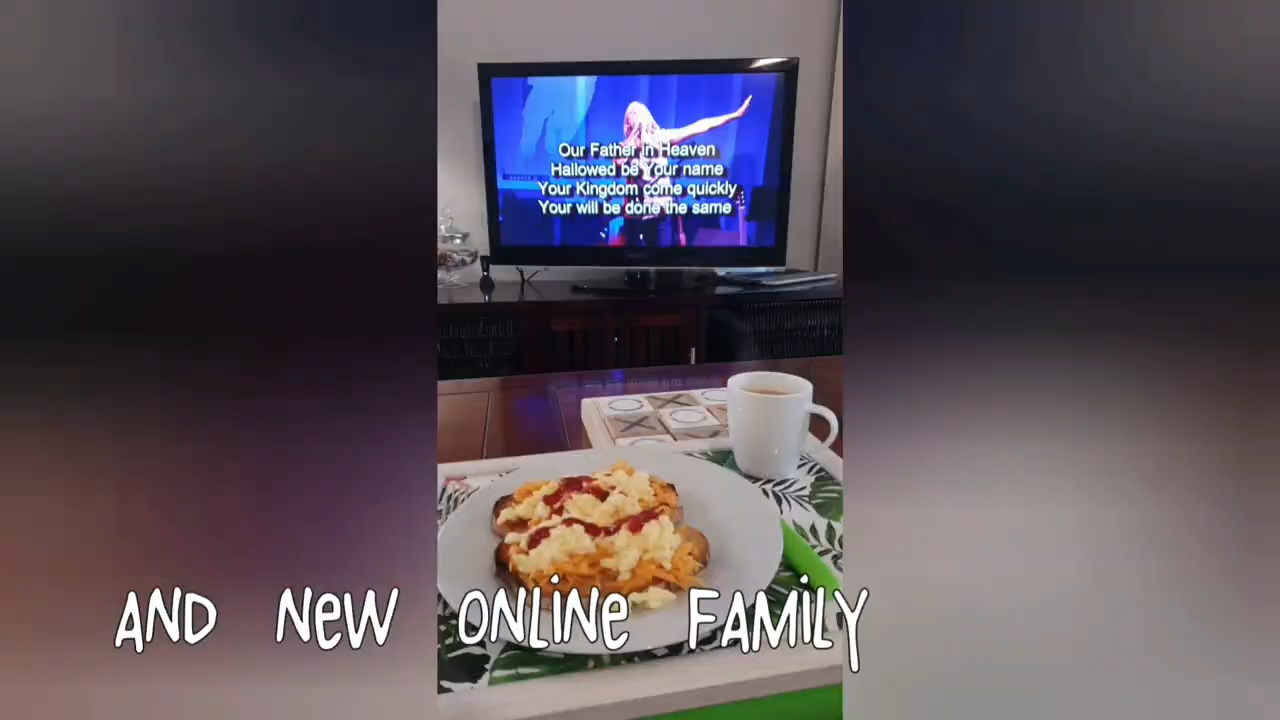 Our Father in Heaven
Hallowed be Your name
Your Kingdom come quickly
Your will be done the same
AND NEW ONLINE FAMILY